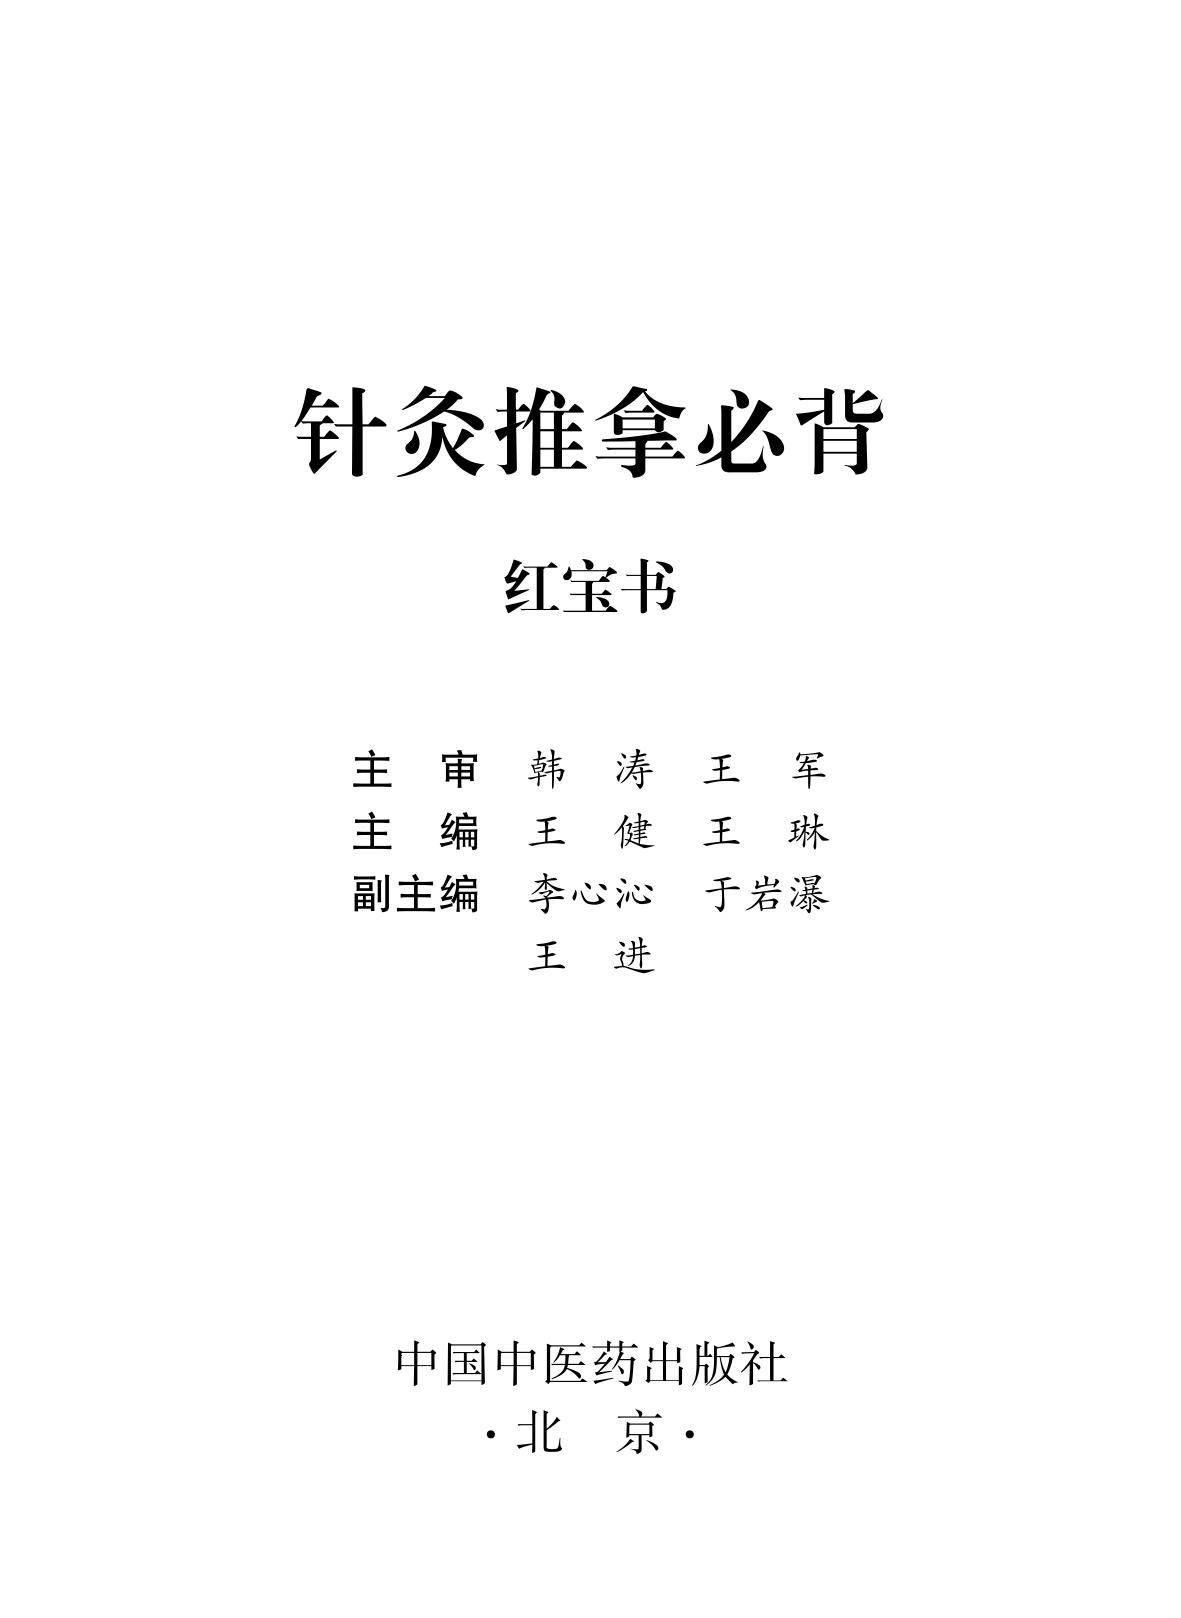 针灸推拿必背
红宝书
主　审　韩　涛　王　军
主　编　王　健　王　琳
副主编　李心沁　于岩瀑
王　进
中国中医药出版社
·北　京·